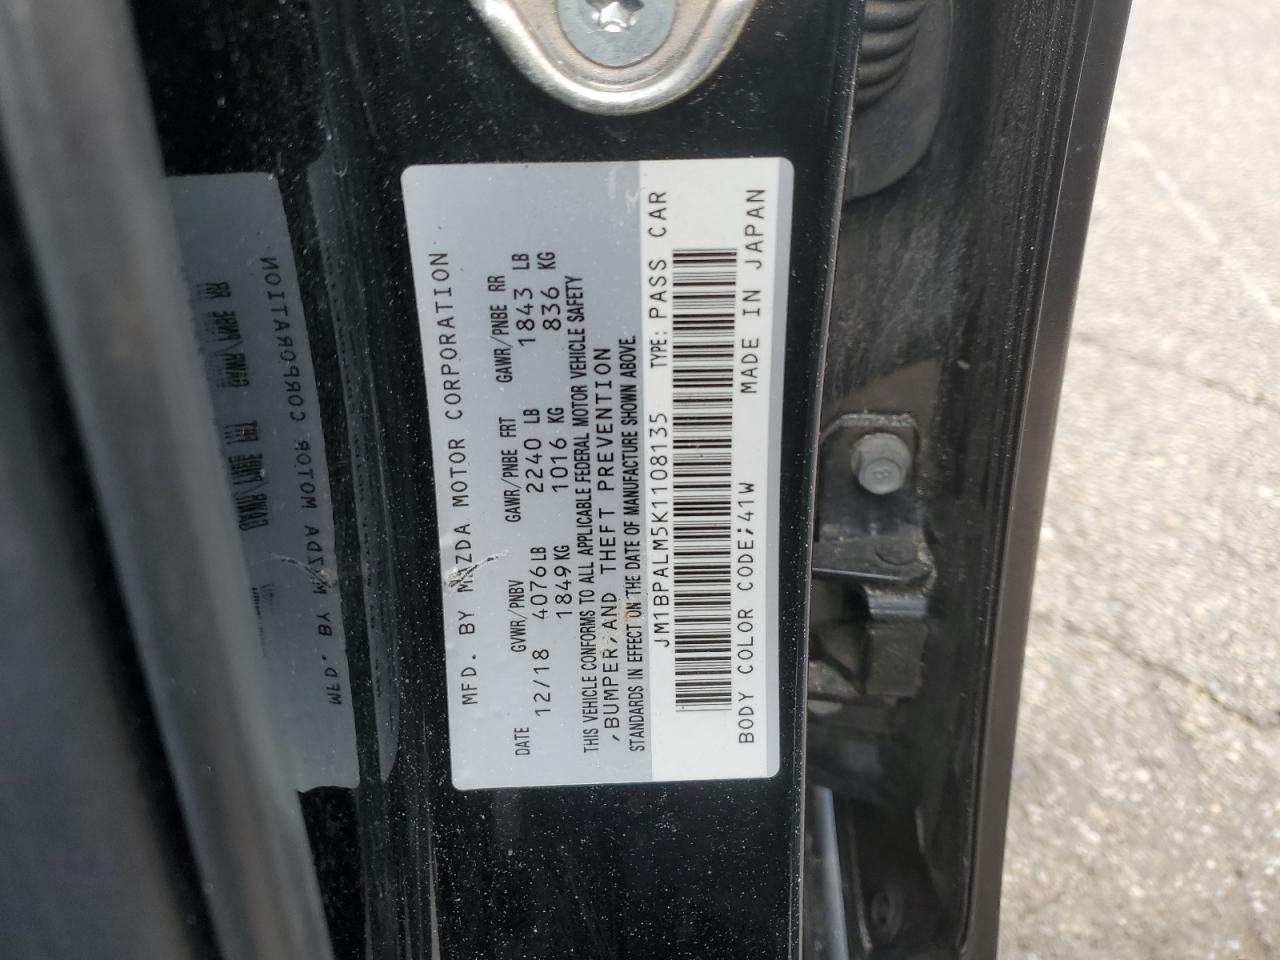 MFD. BY MAZDA MOTOR CORPORATION
DATE GVWR/PNBV GAWR/PNBE FRT GAWR/PNBE RR
12/18 4076LB 2240 LB 1843 LB
1849KG 1016 KG 836 KG
THIS VEHICLE CONFORMS TO ALL APPLICABLE FEDERAL MOTOR VEHICLE SAFETY
,BUMPER,AND THEFT PREVENTION
STANDARDS IN EFFECT ON THE DATE OF MANUFACTURE SHOWN ABOVE
JM1BPALM5K1108135 TYPE: PASS CAR
BODY COLOR CODE;41W MADE IN JAPAN